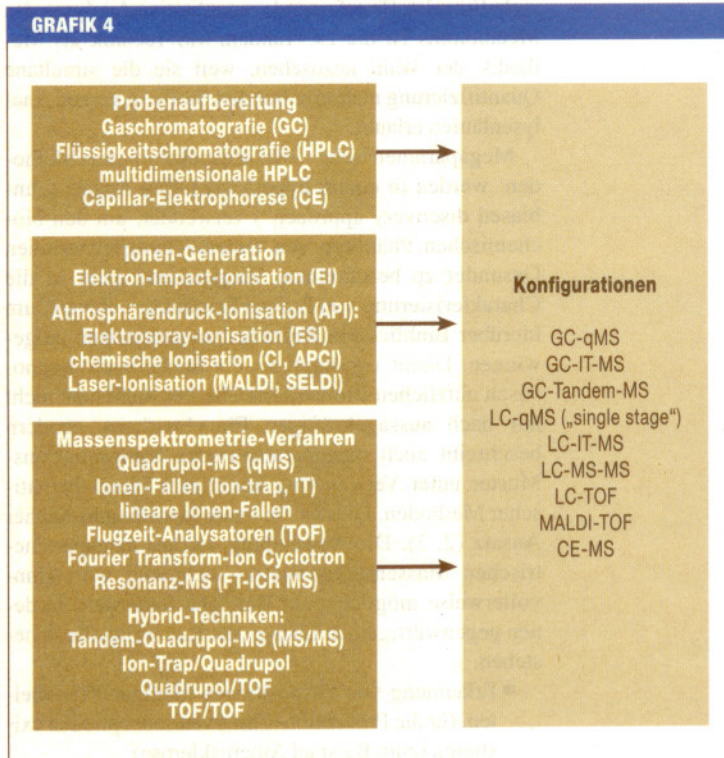 GRAFIK 4
Probenaufbereitung
Gaschromatografie (GC)
Flüssigkeitschromatografie (HPLC)
multidimensionale HPLC
Capillar-Elektrophorese (CE)
Ionen-Generation
Elektron-Impact-Ionisation (EI)
Atmosphärendruck-Ionisation (API):
Elektrospray-Ionisation (ESI)
chemische Ionisation (CI, APCI)
Laser-Ionisation (MALDI, SELDI)
Massenspektrometrie-Verfahren
Quadrupol-MS (qMS)
Ionen-Fallen (Ion-trap, IT)
lineare Ionen-Fallen
Flugzeit-Analysatoren (TOF)
Fourier Transform-Ion Cyclotron
Resonanz-MS (FT-ICR MS)
Hybrid-Techniken:
Tandem-Quadrupol-MS (MS/MS)
Ion-Trap/Quadrupol
Quadrupol/TOF
TOF/TOF
Konfigurationen
GC-qMS
GC-IT-MS
GC-Tandem-MS
LC-qMS („single stage“)
LC-IT-MS
LC-MS-MS
LC-TOF
MALDI-TOF
CE-MS